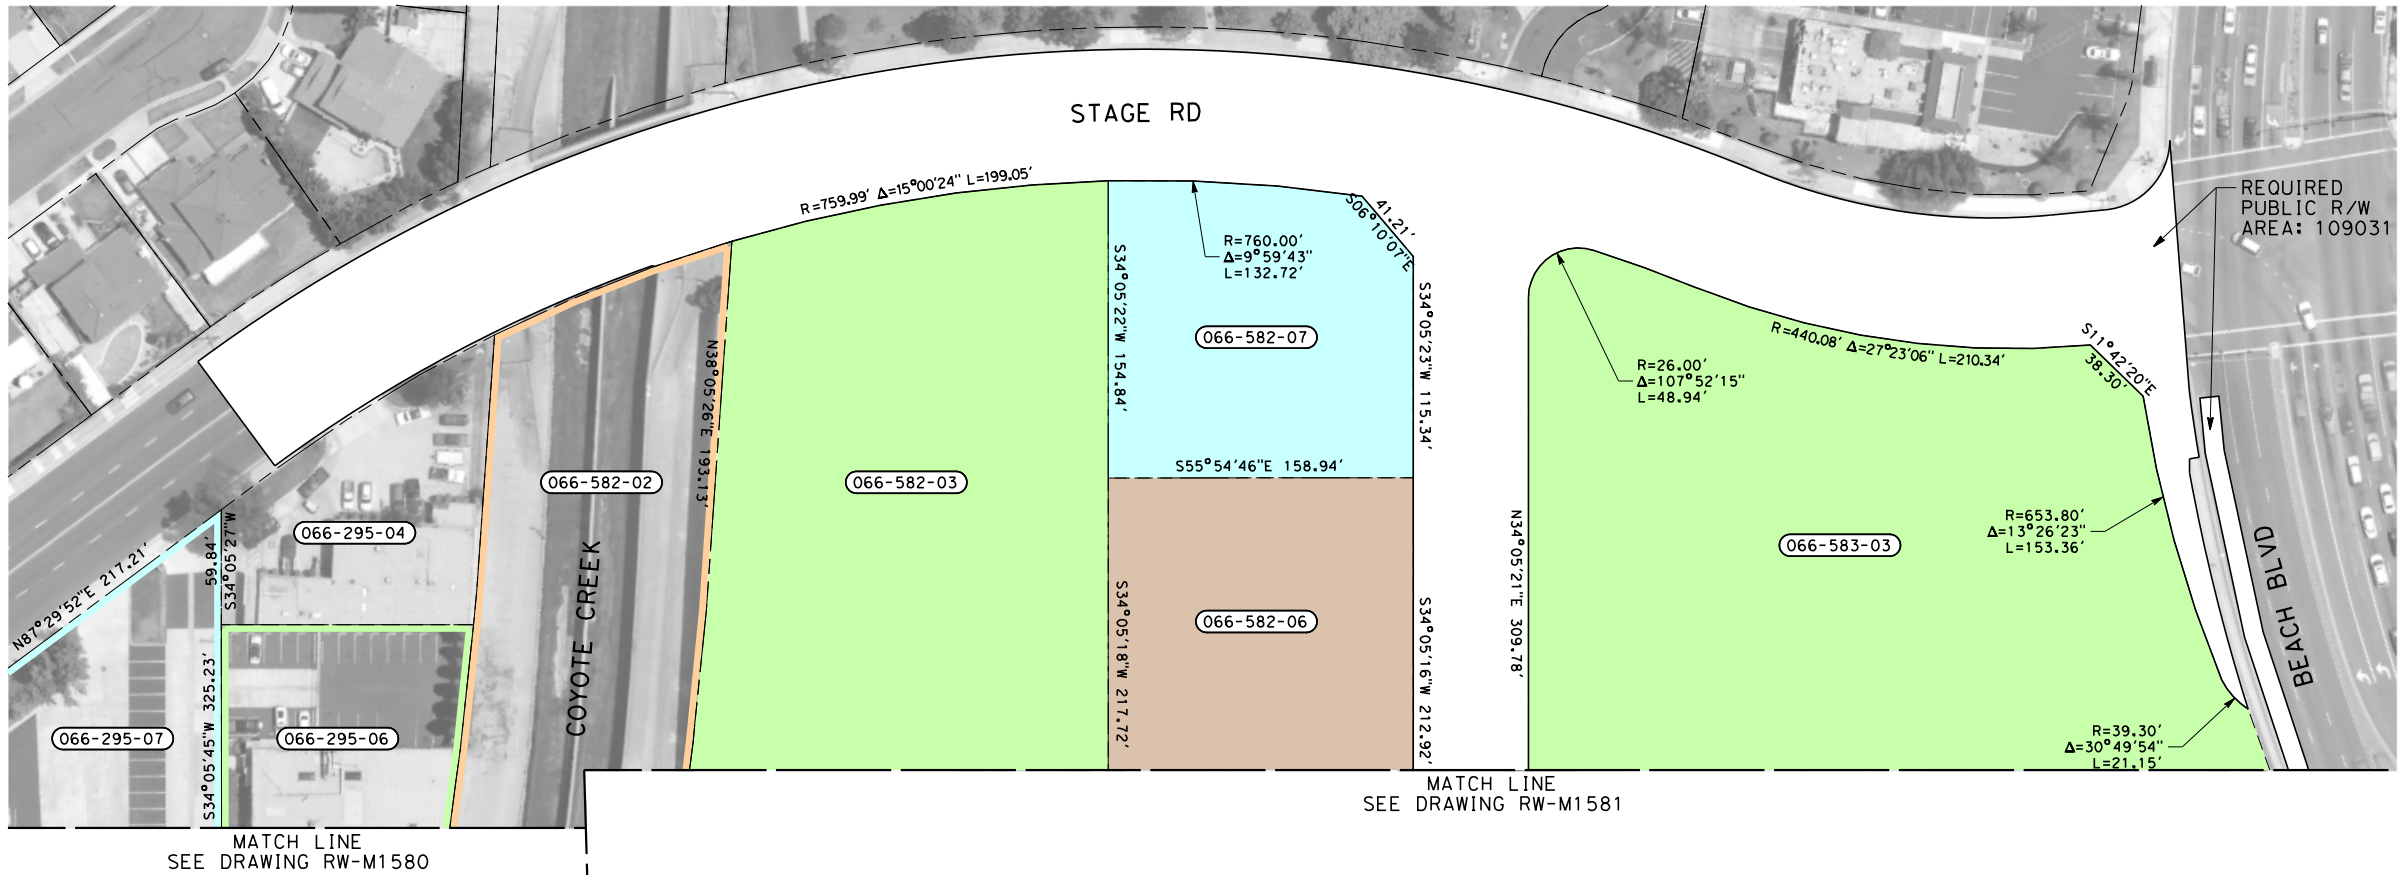 STAGE RD
R=759.99' Δ=15°00'24" L=199.05'
S06°10'07"E
41.21'
REQUIRED
PUBLIC R/W
AREA: 109031
R=760.00'
Δ=9°59'43"
L=132.72'
S34°05'22"W 154.84'
066-582-07
S34°05'23"W 115.34'
R=440.08' Δ=27°23'06" L=210.34'
S11°42'20"E
38.30'
R=26.00'
Δ=107°52'15"
L=48.94'
N38°05'26"E 193.13'
S55°54'46"E 158.94'
066-582-02
066-582-03
066-295-04
N87°29'52"E 217.21'
59.84'
S34°05'27"W
N34°05'21"E 309.78'
066-583-03
R=653.80'
Δ=13°26'23"
L=153.36'
BEACH BLVD
COYOTE CREEK
S34°05'18"W 217.72'
066-582-06
S34°05'16"W 212.92'
S34°05'45"W 325.23'
066-295-07
066-295-06
R=39.30'
Δ=30°49'54"
L=21.15'
MATCH LINE
SEE DRAWING RW-M1581
MATCH LINE
SEE DRAWING RW-M1580